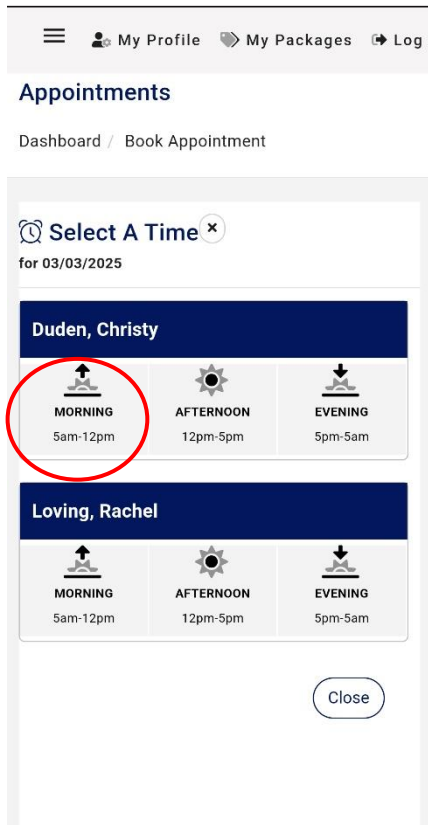 My Profile My Packages Log
Appointments
Dashboard / Book Appointment
Select A Time ×
for 03/03/2025
Duden, Christy
MORNING AFTERNOON EVENING
5am-12pm 12pm-5pm 5pm-5am
Loving, Rachel
MORNING AFTERNOON EVENING
5am-12pm 12pm-5pm 5pm-5am
Close